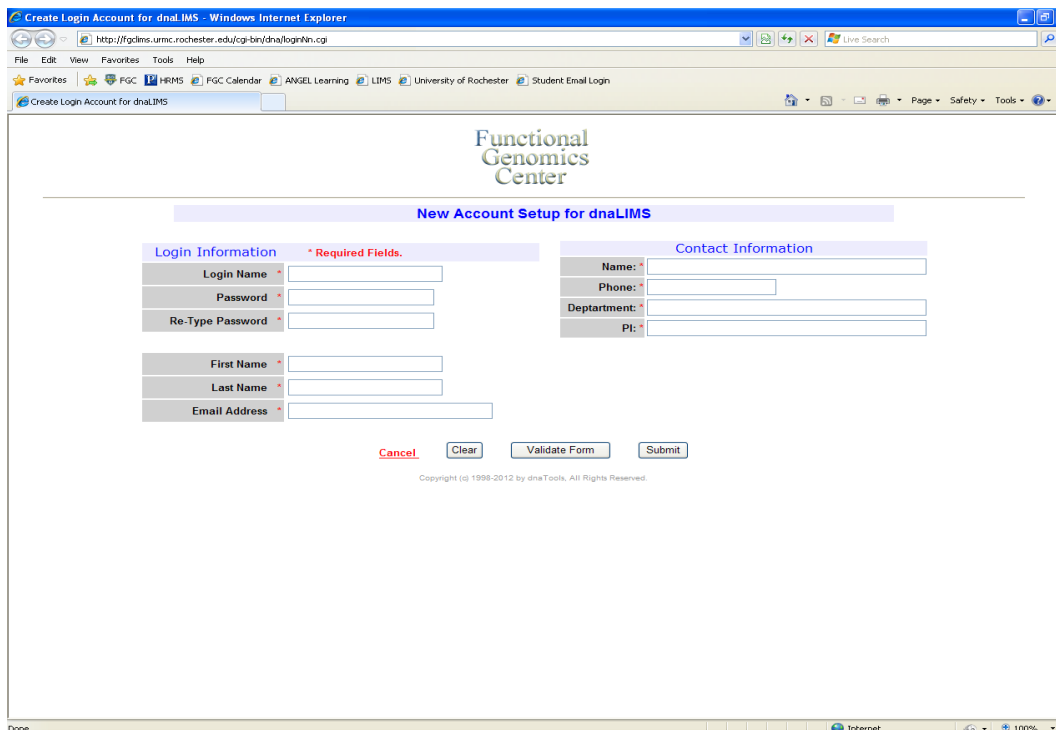 Create Login Account for dnaLIMS - Windows Internet Explorer
http://fgclims.urmc.rochester.edu/cgi-bin/dna/loginNn.cgi
Live Search
File Edit View Favorites Tools Help
Favorites FGC HRMS FGC Calendar ANGEL Learning LIMS University of Rochester Student Email Login
Create Login Account for dnaLIMS
Page Safety Tools
Functional
Genomics
Center
New Account Setup for dnaLIMS
Login Information * Required Fields.
Login Name *
Password *
Re-Type Password *
First Name *
Last Name *
Email Address *
Contact Information
Name: *
Phone: *
Deptartment: *
PI: *
Cancel Clear Validate Form Submit
Copyright (c) 1998-2012 by dnaTools, All Rights Reserved.
Done Internet 100%